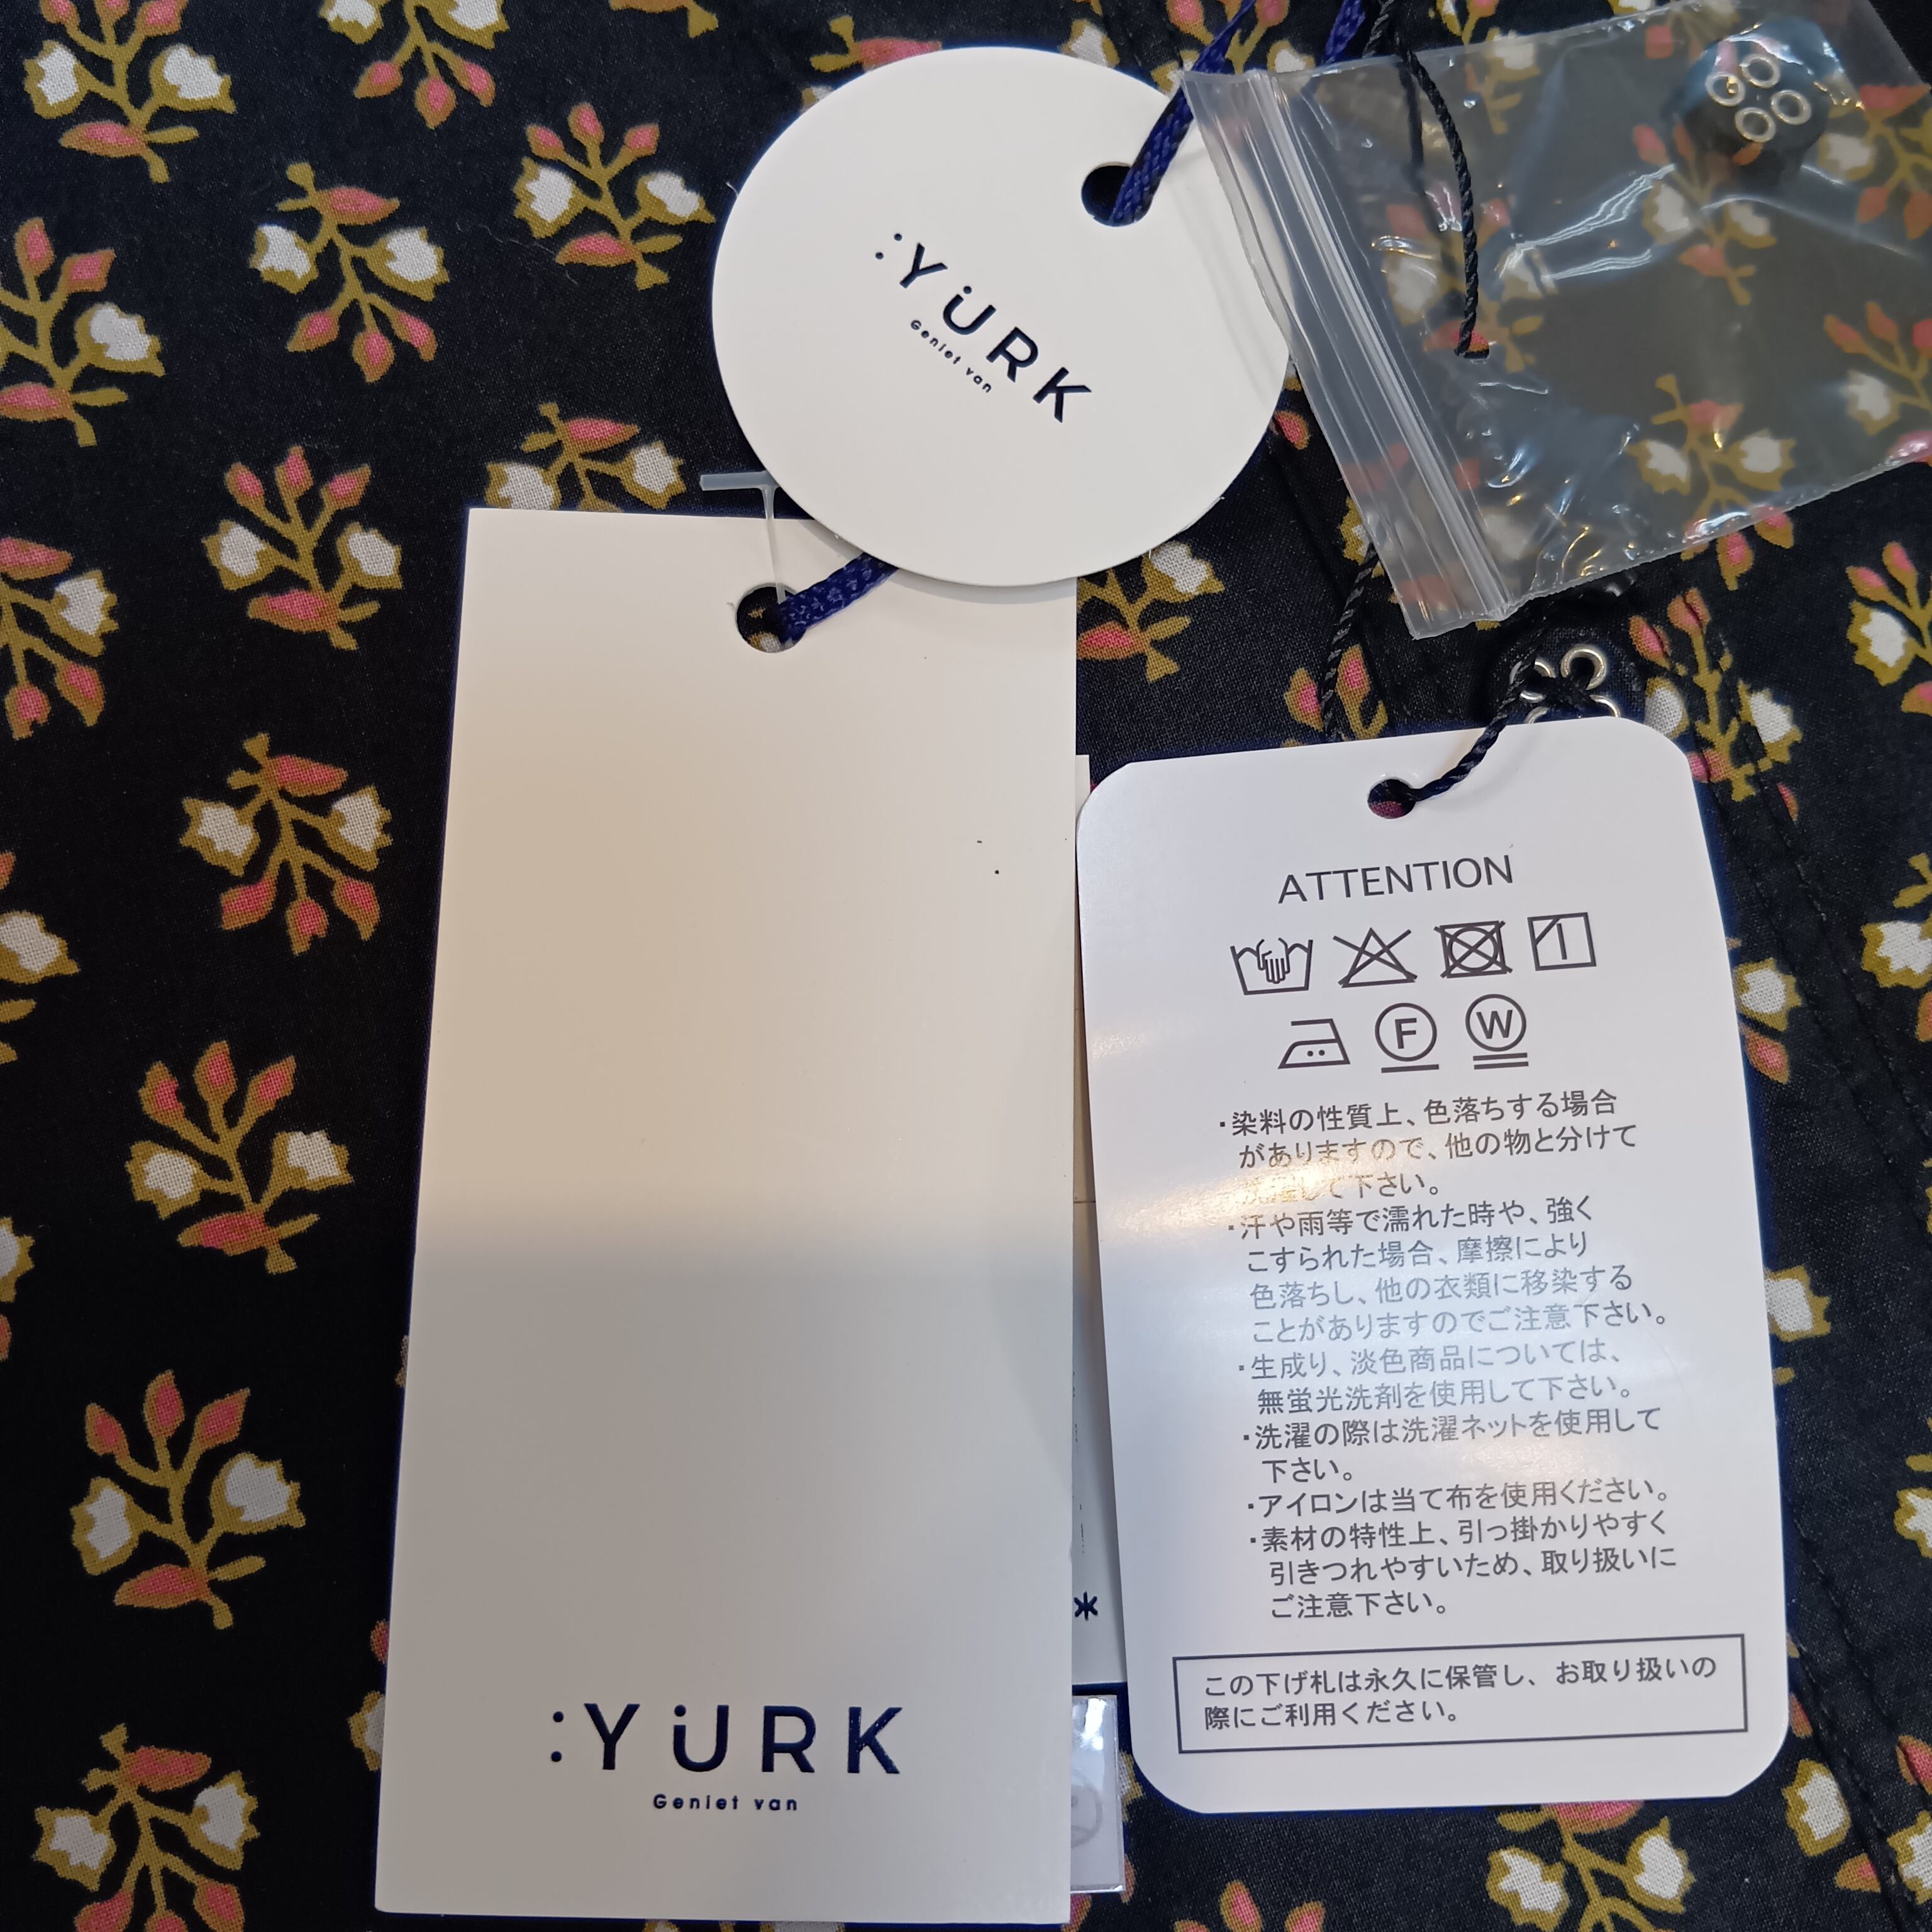 :YURK
Geniet van
:YURK
Geniet van
ATTENTION
F W
・染料の性質上、色落ちする場合
がありますので、他の物と分けて
洗濯して下さい。
・汗や雨等で濡れた時や、強く
こすられた場合、摩擦により
色落ちし、他の衣類に移染する
ことがありますのでご注意下さい。
・生成り、淡色商品については、
無蛍光洗剤を使用して下さい。
・洗濯の際は洗濯ネットを使用して
下さい。
・アイロンは当て布を使用ください。
・素材の特性上、引っ掛かりやすく
引きつれやすいため、取り扱いに
ご注意下さい。
この下げ札は永久に保管し、お取り扱いの
際にご利用ください。